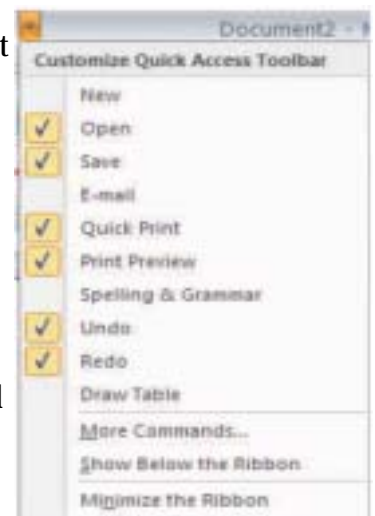 Document2 -
Customize Quick Access Toolbar
New
Open
Save
E-mail
Quick Print
Print Preview
Spelling & Grammar
Undo
Redo
Draw Table
More Commands...
Show Below the Ribbon
Minimize the Ribbon